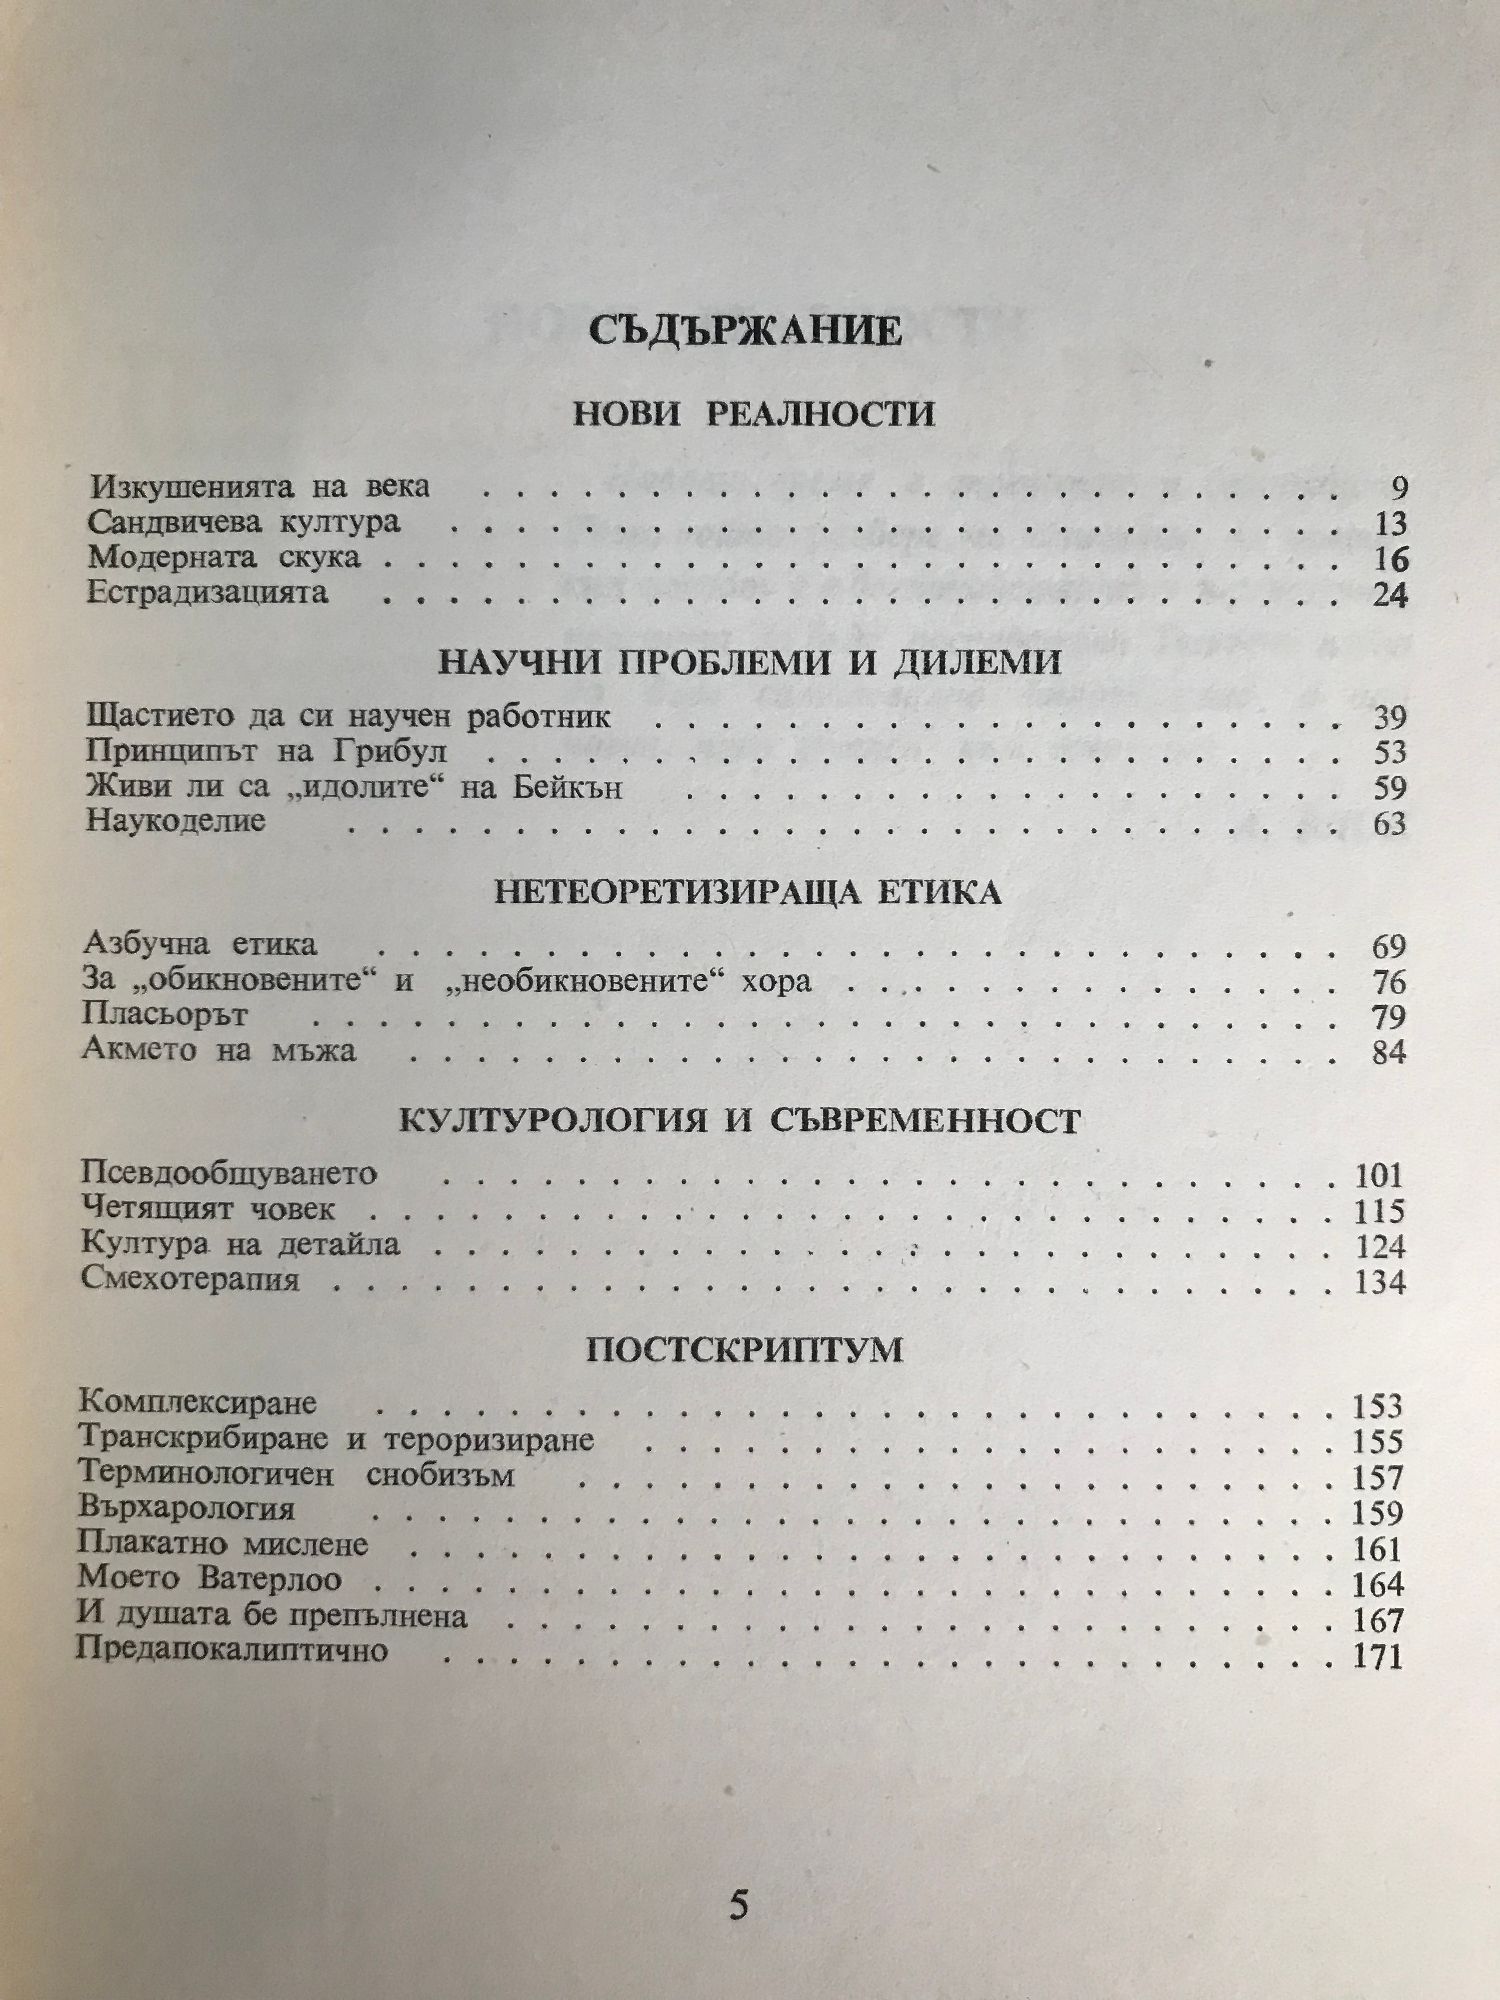 СЪДЪРЖАНИЕ
НОВИ РЕАЛНОСТИ
Изкушенията на века . . . . . . . . . . . . . . . . . . . . . . . . . . 9
Сандвичева култура . . . . . . . . . . . . . . . . . . . . . . . . . . . 13
Модерната скука . . . . . . . . . . . . . . . . . . . . . . . . . . . . . 16
Естрадизацията . . . . . . . . . . . . . . . . . . . . . . . . . . . . . 24
НАУЧНИ ПРОБЛЕМИ И ДИЛЕМИ
Щастието да си научен работник . . . . . . . . . . . . . . . . . . . . . 39
Принципът на Грибул . . . . . . . . . . . . . . . . . . . . . . . . . . 53
Живи ли са „идолите“ на Бейкън . . . . . . . . . . . . . . . . . . . . 59
Наукоделие . . . . . . . . . . . . . . . . . . . . . . . . . . . . . . 63
НЕТЕОРЕТИЗИРАЩА ЕТИКА
Азбучна етика . . . . . . . . . . . . . . . . . . . . . . . . . . . . . 69
За „обикновените“ и „необикновените“ хора . . . . . . . . . . . . . . . 76
Пласьорът . . . . . . . . . . . . . . . . . . . . . . . . . . . . . . . 79
Акмето на мъжа . . . . . . . . . . . . . . . . . . . . . . . . . . . . 84
КУЛТУРОЛОГИЯ И СЪВРЕМЕННОСТ
Псевдообщуването . . . . . . . . . . . . . . . . . . . . . . . . . . . 101
Четящият човек . . . . . . . . . . . . . . . . . . . . . . . . . . . . . 115
Култура на детайла . . . . . . . . . . . . . . . . . . . . . . . . . . . 124
Смехотерапия . . . . . . . . . . . . . . . . . . . . . . . . . . . . . . 134
ПОСТСКРИПТУМ
Комплексиране . . . . . . . . . . . . . . . . . . . . . . . . . . . . . 153
Транскрибиране и тероризиране . . . . . . . . . . . . . . . . . . . . . 155
Терминологичен снобизъм . . . . . . . . . . . . . . . . . . . . . . . 157
Върхарология . . . . . . . . . . . . . . . . . . . . . . . . . . . . . 159
Плакатно мислене . . . . . . . . . . . . . . . . . . . . . . . . . . . . 161
Моето Ватерлоо . . . . . . . . . . . . . . . . . . . . . . . . . . . . . 164
И душата бе препълнена . . . . . . . . . . . . . . . . . . . . . . . . . 167
Предапокалиптично . . . . . . . . . . . . . . . . . . . . . . . . . . . 171
5